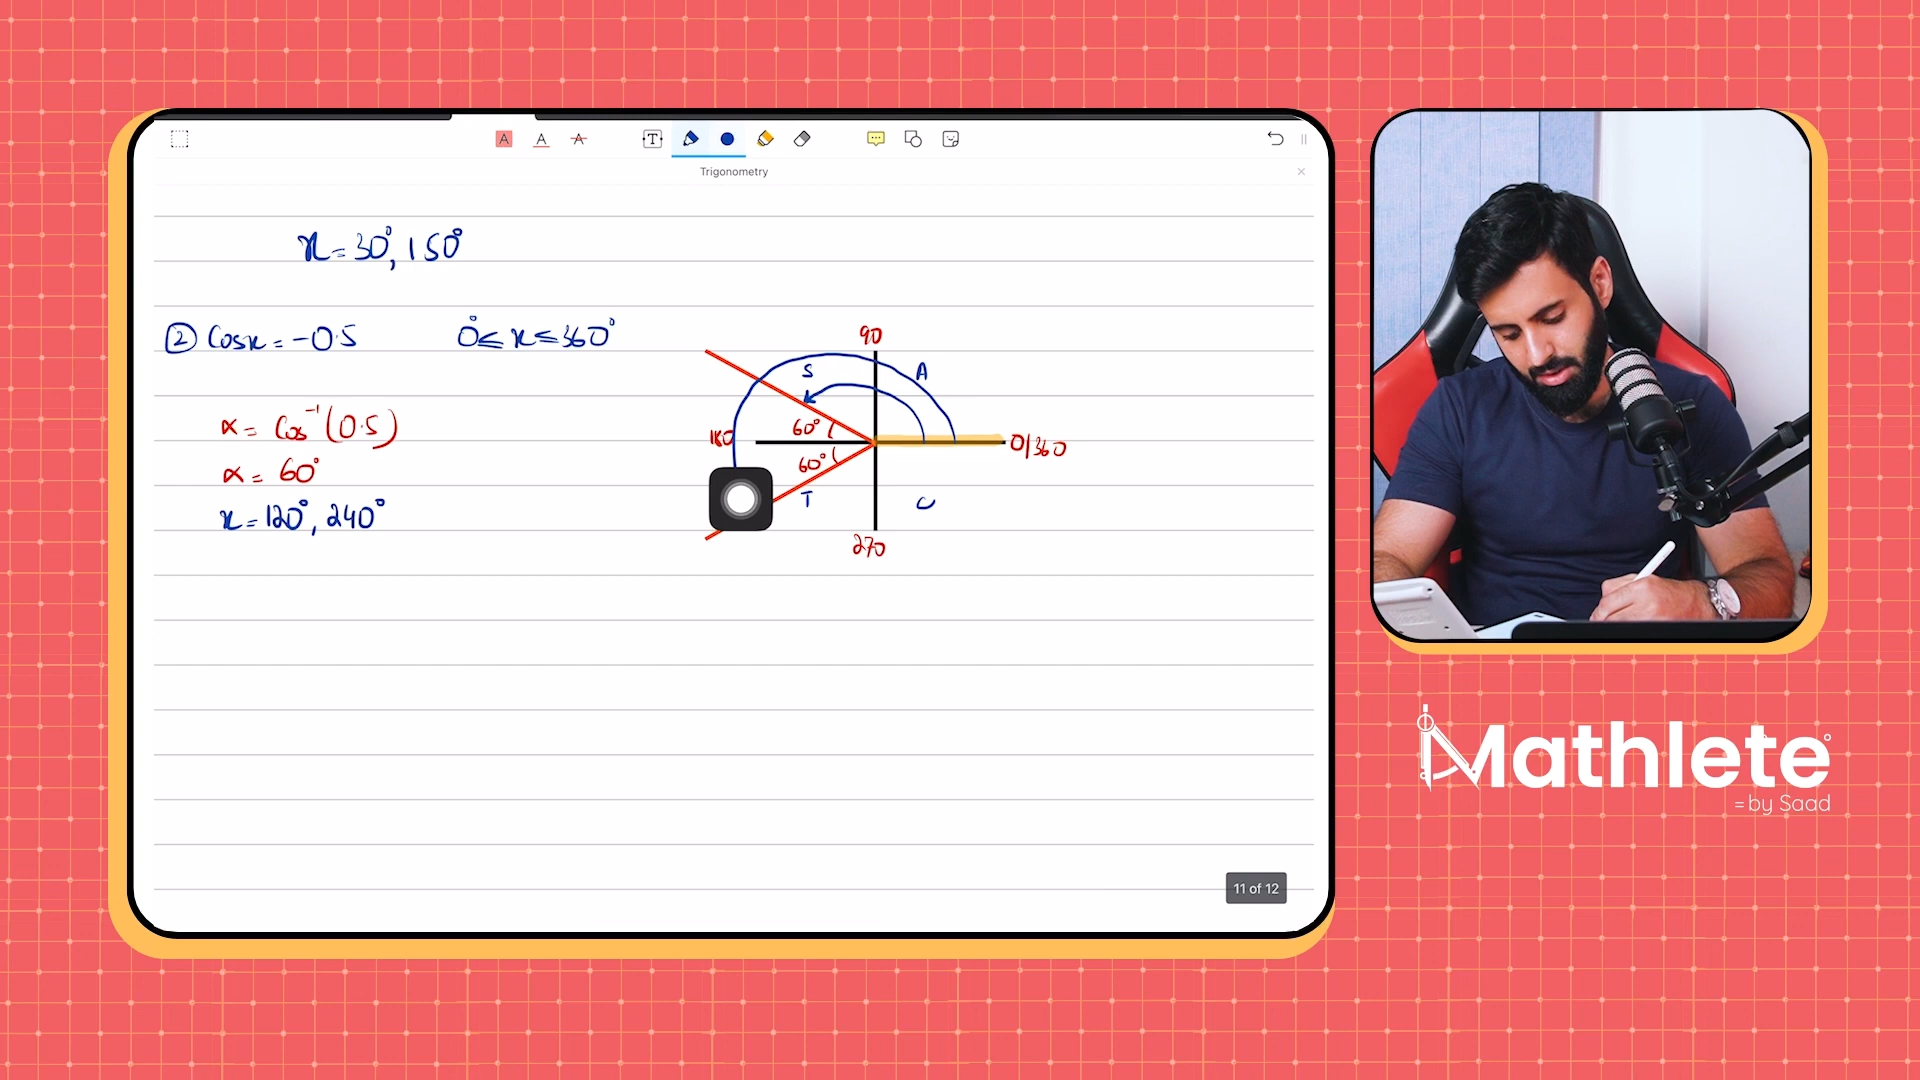 Trigonometry
x = 30°, 150°
② Cos x = -0.5 0° ≤ x ≤ 360°
α = Cos⁻¹(0.5)
α = 60°
x = 120°, 240°
90
S A
180 60° 0/360
60°
T C
270
11 of 12
Mathlete°
= by Saad